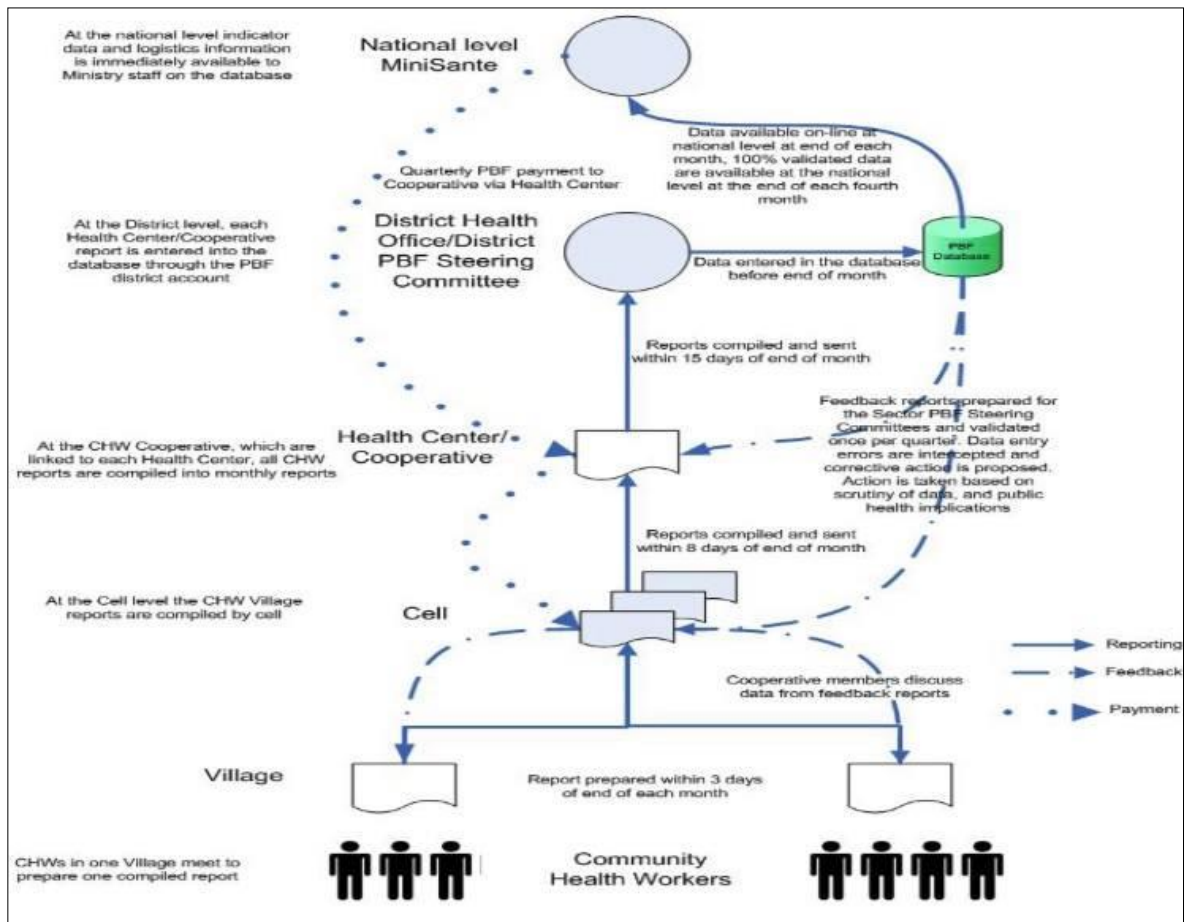 At the national level indicator
data and logistics information
is immediately available to
Ministry staff on the database
National level
MiniSante
Data available on-line at
national level at end of each
month, 100% validated data
are available at the national
level at the end of each fourth
month
Quarterly PBF payment to
Cooperative via Health Center
At the District level, each
Health Center/Cooperative
report is entered into the
database through the PBF
district account
District Health
Office/District
PBF Steering
Committee
PBF
Database
Data entered in the database
before end of month
Reports compiled and sent
within 15 days of end of month
Feedback reports prepared for
the Sector PBF Steering
Committees and validated
once per quarter. Data entry
errors are intercepted and
corrective action is proposed.
Action is taken based on
scrutiny of data, and public
health implications
At the CHW Cooperative, which are
linked to each Health Center, all CHW
reports are compiled into monthly reports
Health Center/
Cooperative
Reports compiled and sent
within 8 days of end of month
At the Cell level the CHW Village
reports are compiled by cell
Cell
Reporting
Feedback
Payment
Cooperative members discuss
data from feedback reports
Village
Report prepared within 3 days
of end of each month
CHWs in one Village meet to
prepare one compiled report
Community
Health Workers